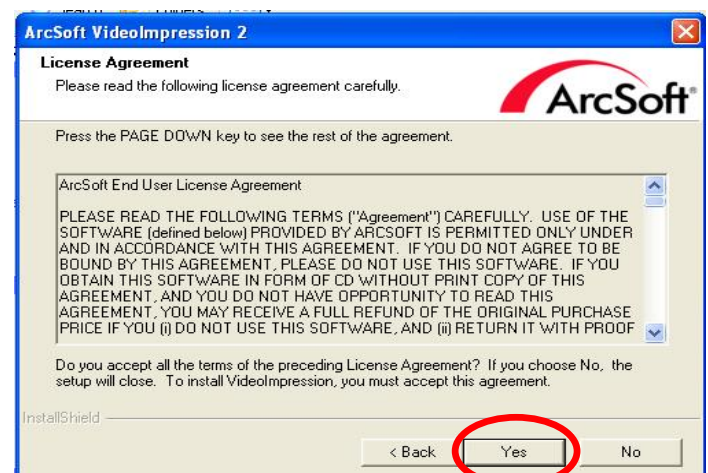 ArcSoft VideoImpression 2
License Agreement
Please read the following license agreement carefully.
ArcSoft®
Press the PAGE DOWN key to see the rest of the agreement.
ArcSoft End User License Agreement
PLEASE READ THE FOLLOWING TERMS ("Agreement") CAREFULLY. USE OF THE
SOFTWARE (defined below) PROVIDED BY ARCSOFT IS PERMITTED ONLY UNDER
AND IN ACCORDANCE WITH THIS AGREEMENT. IF YOU DO NOT AGREE TO BE
BOUND BY THIS AGREEMENT, PLEASE DO NOT USE THIS SOFTWARE. IF YOU
OBTAIN THIS SOFTWARE IN FORM OF CD WITHOUT PRINT COPY OF THIS
AGREEMENT, AND YOU DO NOT HAVE OPPORTUNITY TO READ THIS
AGREEMENT, YOU MAY RECEIVE A FULL REFUND OF THE ORIGINAL PURCHASE
PRICE IF YOU (i) DO NOT USE THIS SOFTWARE, AND (ii) RETURN IT WITH PROOF
Do you accept all the terms of the preceding License Agreement? If you choose No, the
setup will close. To install VideoImpression, you must accept this agreement.
InstallShield
< Back Yes No